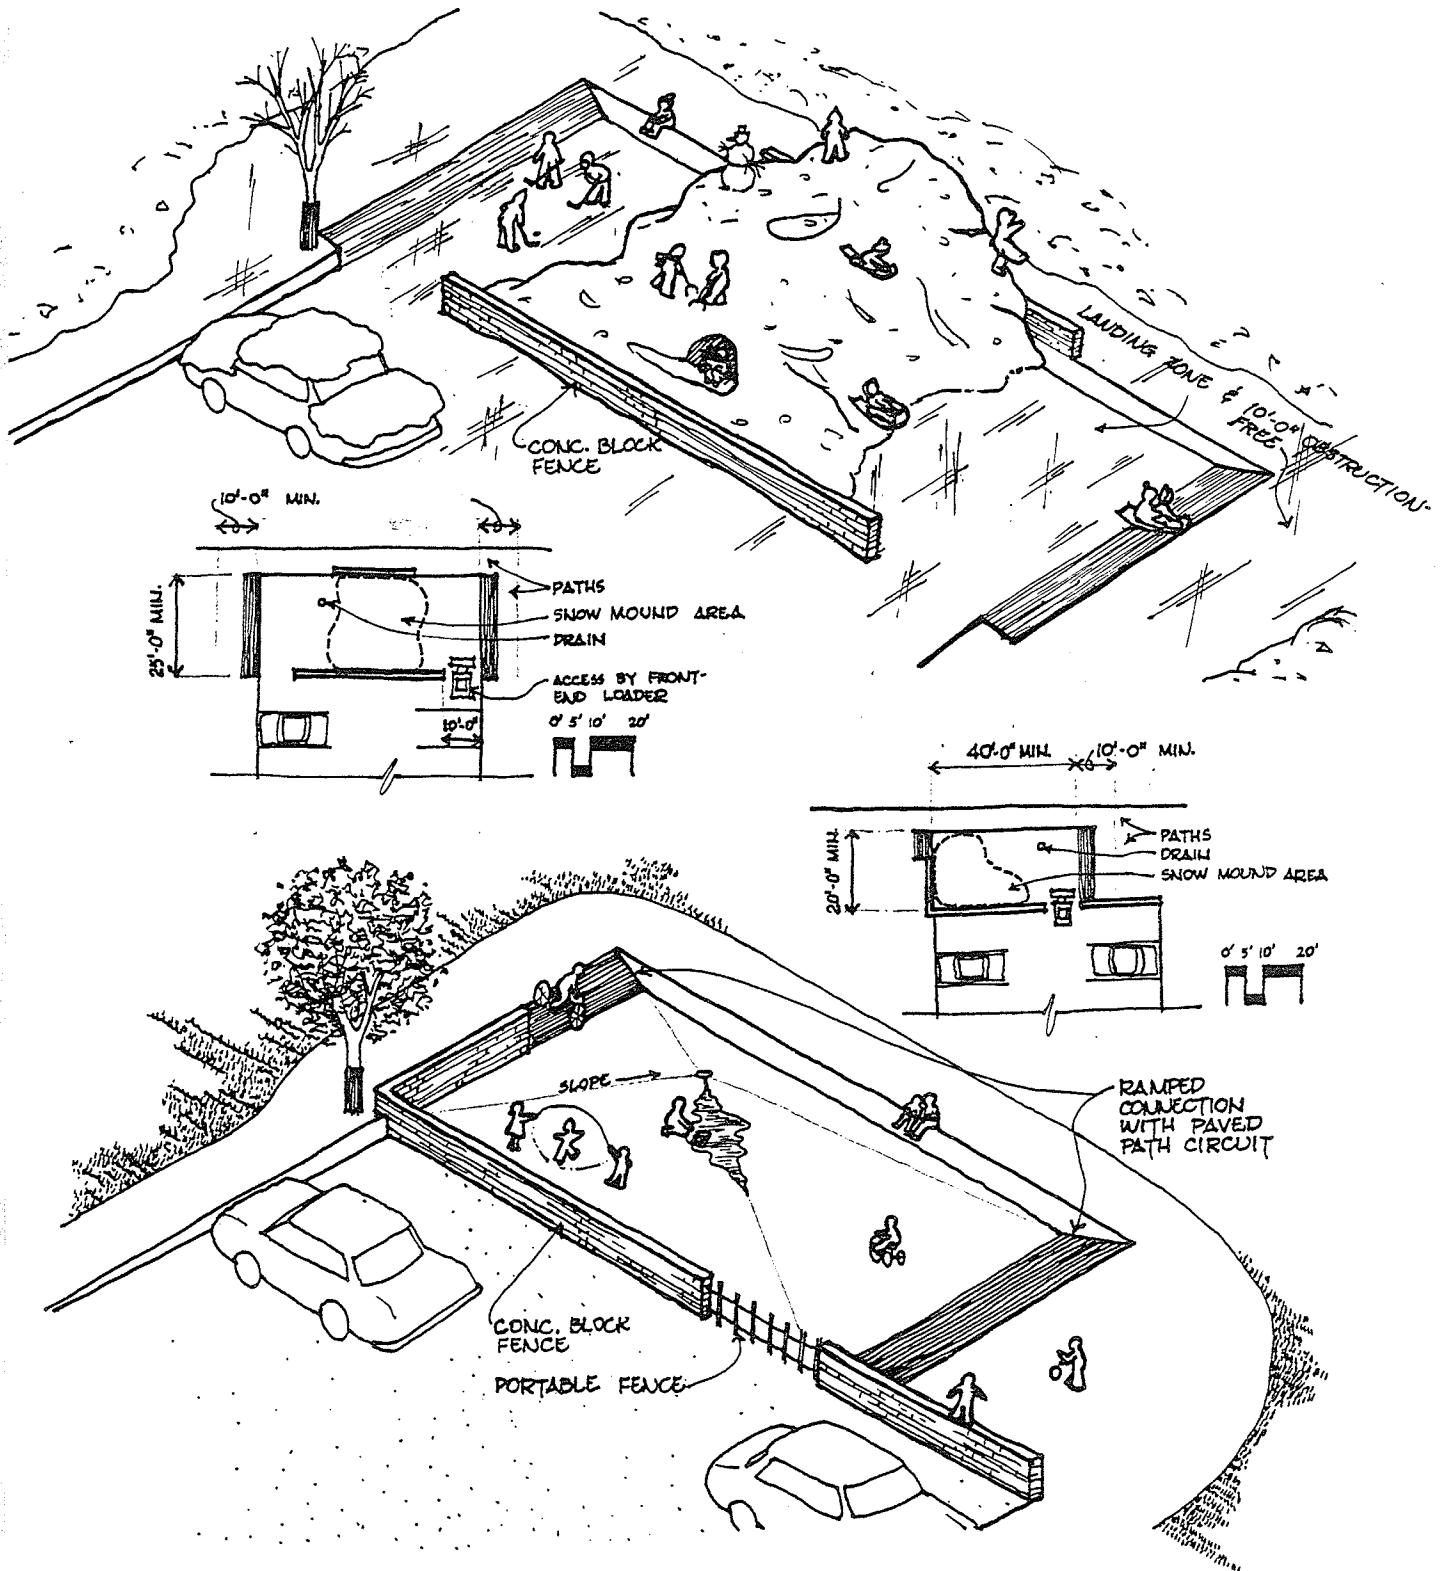 LANDING ZONE &
10'-0" OBSTRUCTION-
FREE
CONC. BLOCK
FENCE
10'-0" MIN.
25'-0" MIN.
PATHS
SNOW MOUND AREA
DRAIN
ACCESS BY FRONT-
END LOADER
10'-0"
0' 5' 10' 20'
40'-0" MIN. 10'-0" MIN.
20'-0" MIN.
PATHS
DRAIN
SNOW MOUND AREA
0' 5' 10' 20'
SLOPE
RAMPED
CONNECTION
WITH PAVED
PATH CIRCUIT
CONC. BLOCK
FENCE
PORTABLE FENCE